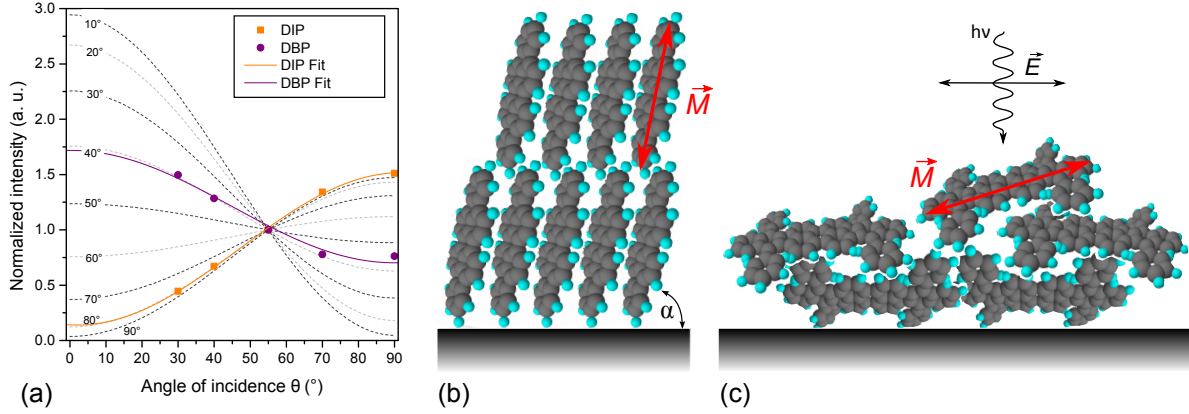 3.0
2.5
2.0
1.5
1.0
0.5
0.0
Normalized intensity (a. u.)
10°
20°
30°
40°
50°
60°
70°
80°
90°
DIP
DBP
DIP Fit
DBP Fit
0 10 20 30 40 50 60 70 80 90
Angle of incidence θ (°)
(a)
M
α
(b)
hν
E
M
(c)